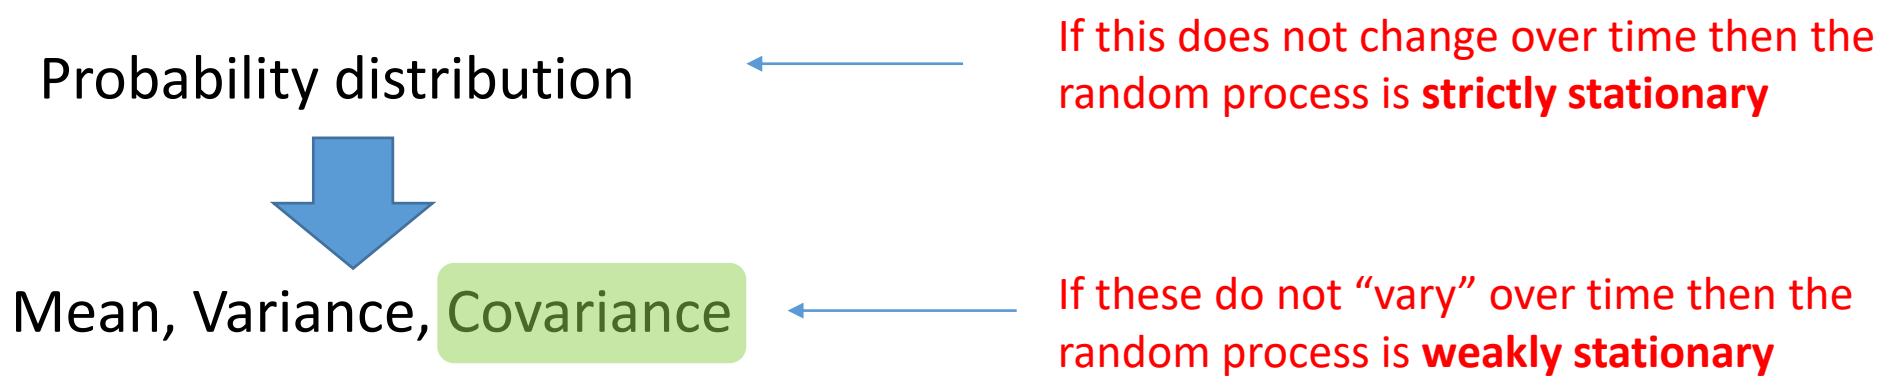 Probability distribution
If this does not change over time then the
random process is strictly stationary
Mean, Variance, Covariance
If these do not “vary” over time then the
random process is weakly stationary